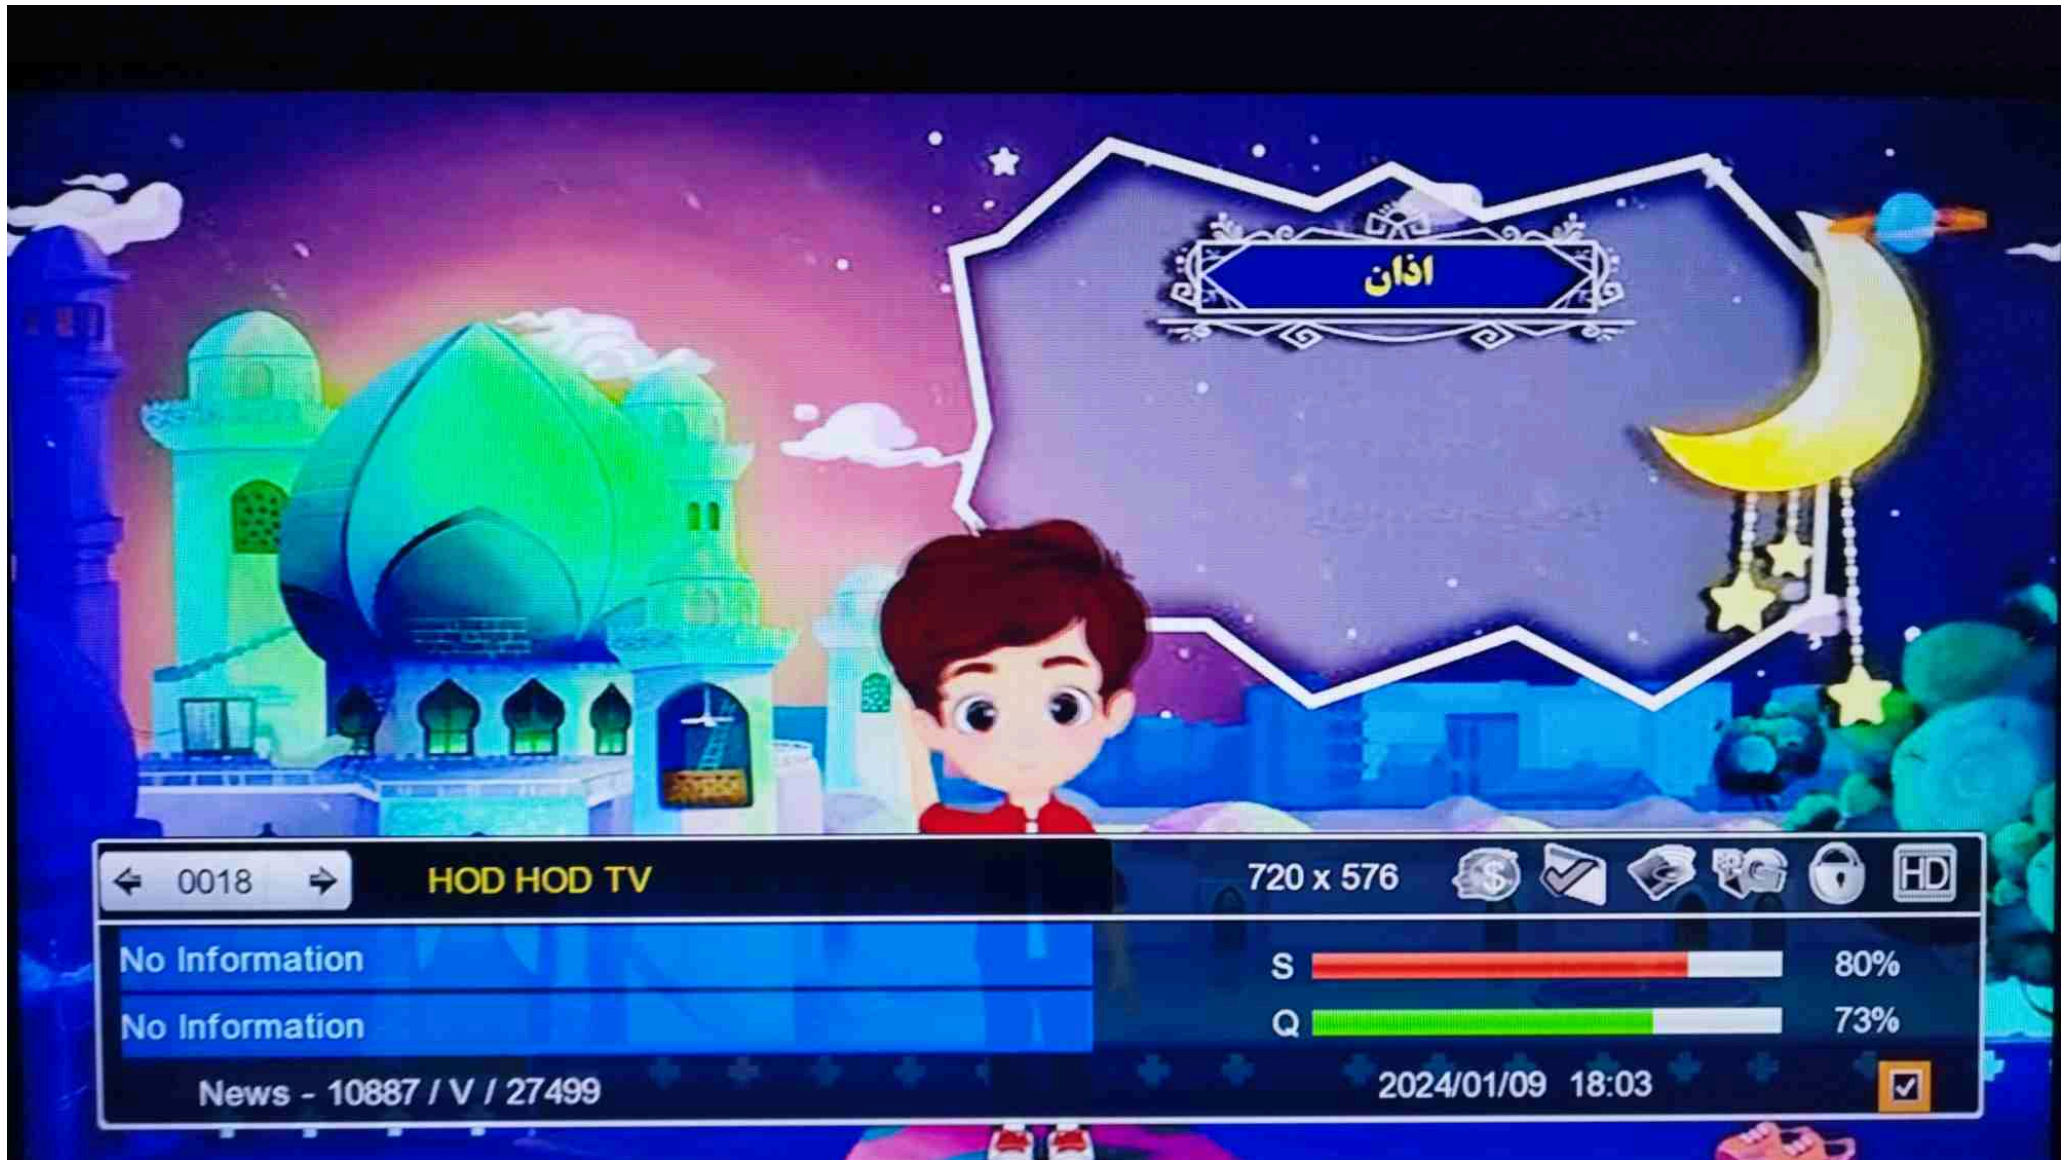 اذان
0018 HOD HOD TV 720 x 576 HD
No Information
S 80%
No Information
Q 73%
News - 10887 / V / 27499 2024/01/09 18:03